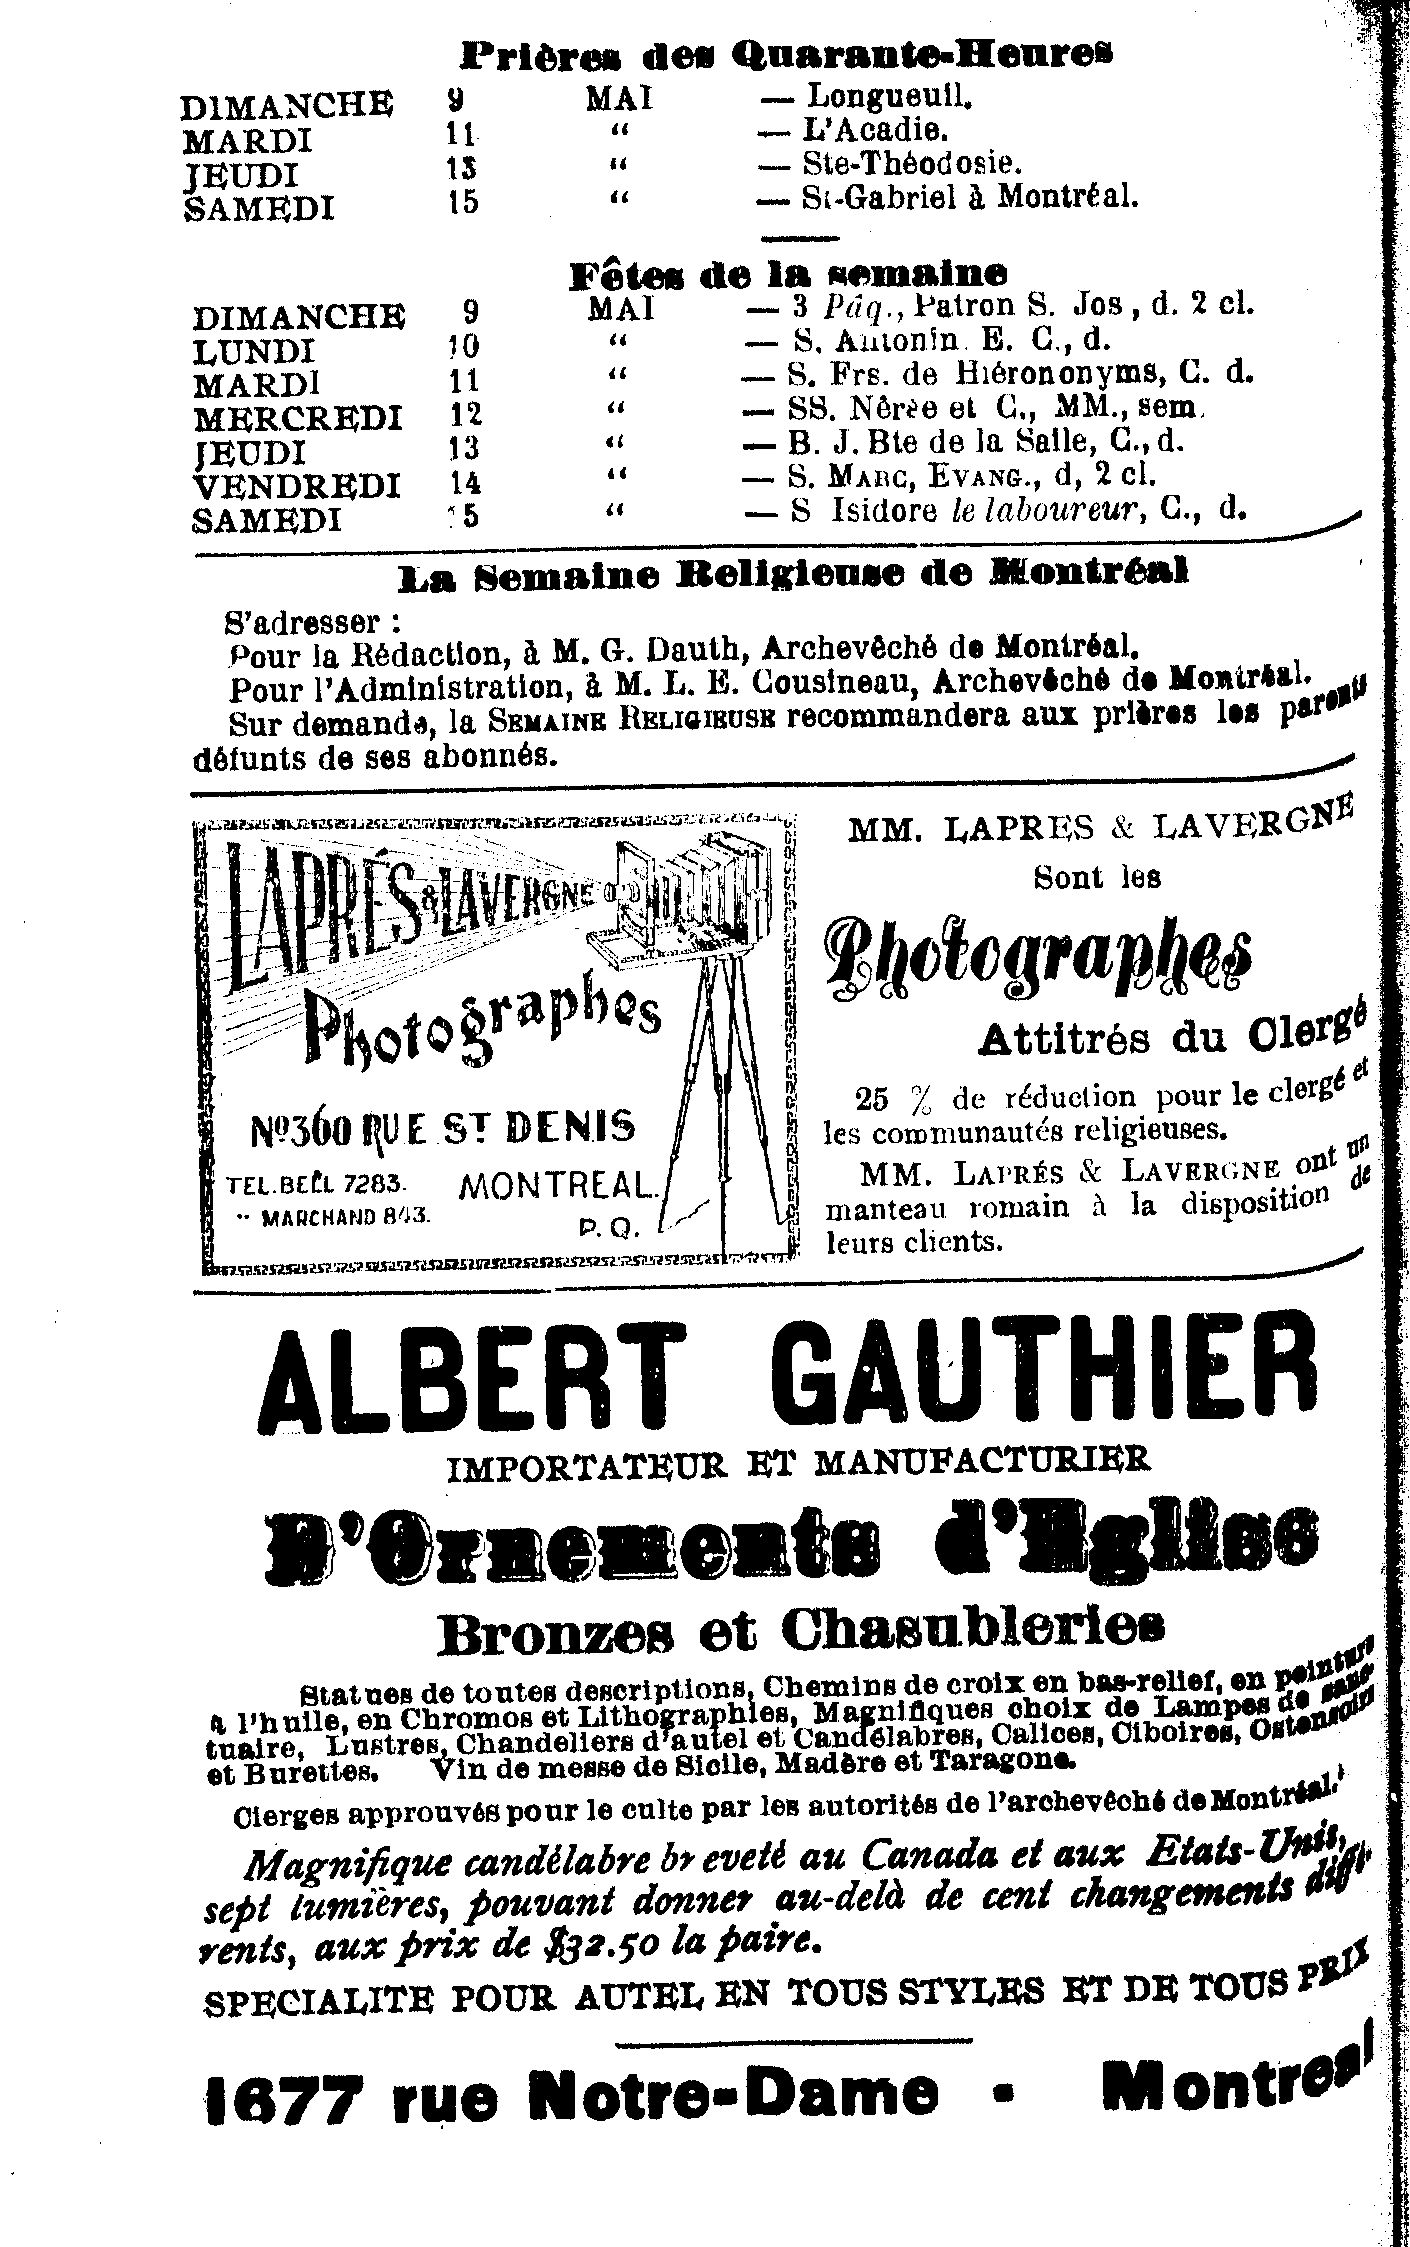 Prières des Quarante-Heures
DIMANCHE 9 MAI — Longueuil.
MARDI 11 “ — L'Acadie.
JEUDI 13 “ — Ste-Théodosie.
SAMEDI 15 “ — St-Gabriel à Montréal.
Fêtes de la semaine
DIMANCHE 9 MAI — 3 Pâq., Patron S. Jos, d. 2 cl.
LUNDI 10 “ — S. Antonin. E. C., d.
MARDI 11 “ — S. Frs. de Hiérononyms, C. d.
MERCREDI 12 “ — SS. Nérée et C., MM., sem.
JEUDI 13 “ — B. J. Bte de la Salle, C., d.
VENDREDI 14 “ — S. MARC, EVANG., d, 2 cl.
SAMEDI 15 “ — S Isidore le laboureur, C., d.
La Semaine Religieuse de Montréal
S'adresser :
Pour la Rédaction, à M. G. Dauth, Archevêché de Montréal.
Pour l'Administration, à M. L. E. Cousineau, Archevêché de Montréal.
Sur demande, la SEMAINE RELIGIEUSE recommandera aux prières les parents
défunts de ses abonnés.
LAPRÉS & LAVERGNE
Photographes
No 360 RUE ST DENIS
TEL. BELL 7283. MONTREAL.
“ MARCHAND 843. P. Q.
MM. LAPRES & LAVERGNE
Sont les
Photographes
Attitrés du Clergé
25 % de réduction pour le clergé et
les communautés religieuses.
MM. LAPRÉS & LAVERGNE ont un
manteau romain à la disposition de
leurs clients.
ALBERT GAUTHIER
IMPORTATEUR ET MANUFACTURIER
D'Ornements d'Eglise
Bronzes et Chasubleries
Statues de toutes descriptions, Chemins de croix en bas-relief, en peinture
à l'huile, en Chromos et Lithographies, Magnifiques choix de Lampes de sanc-
tuaire, Lustres, Chandeliers d'autel et Candélabres, Calices, Ciboires, Ostensoirs
et Burettes. Vin de messe de Sicile, Madère et Taragone.
Cierges approuvés pour le culte par les autorités de l'archevêché de Montréal.
Magnifique candélabre breveté au Canada et aux Etats-Unis,
sept lumières, pouvant donner au-delà de cent changements diffé-
rents, aux prix de $32.50 la paire.
SPECIALITE POUR AUTEL EN TOUS STYLES ET DE TOUS PRIX
1677 rue Notre-Dame - Montreal